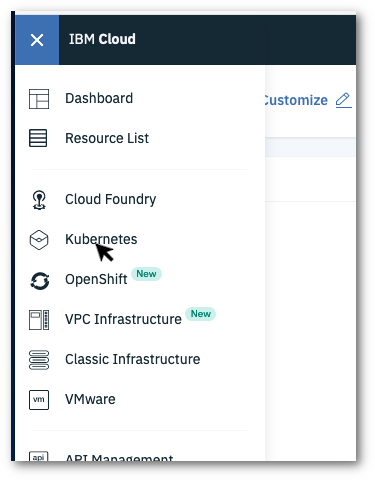 IBM Cloud
Customize
Dashboard
Resource List
Cloud Foundry
Kubernetes
OpenShift New
VPC Infrastructure New
Classic Infrastructure
vm VMware
api API Management